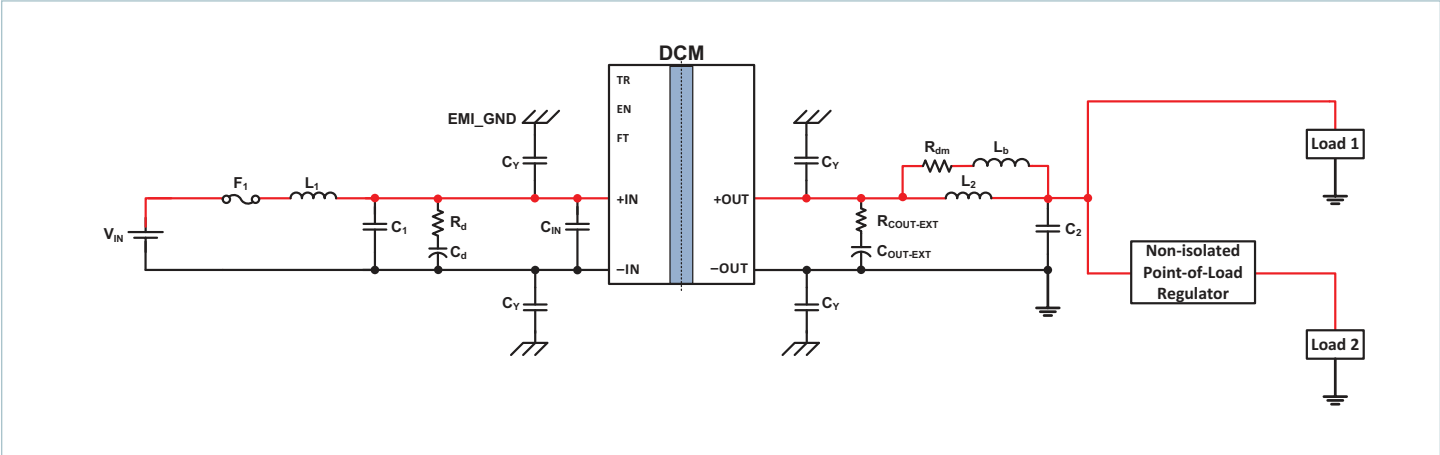 DCM
TR
EN
FT
EMI_GND
CY
CY
Rdm
Lb
Load 1
F1
L1
L2
VIN
C1
Rd
Cd
CIN
+IN
–IN
+OUT
–OUT
RCOUT-EXT
COUT-EXT
C2
Non-isolated
Point-of-Load
Regulator
CY
CY
Load 2